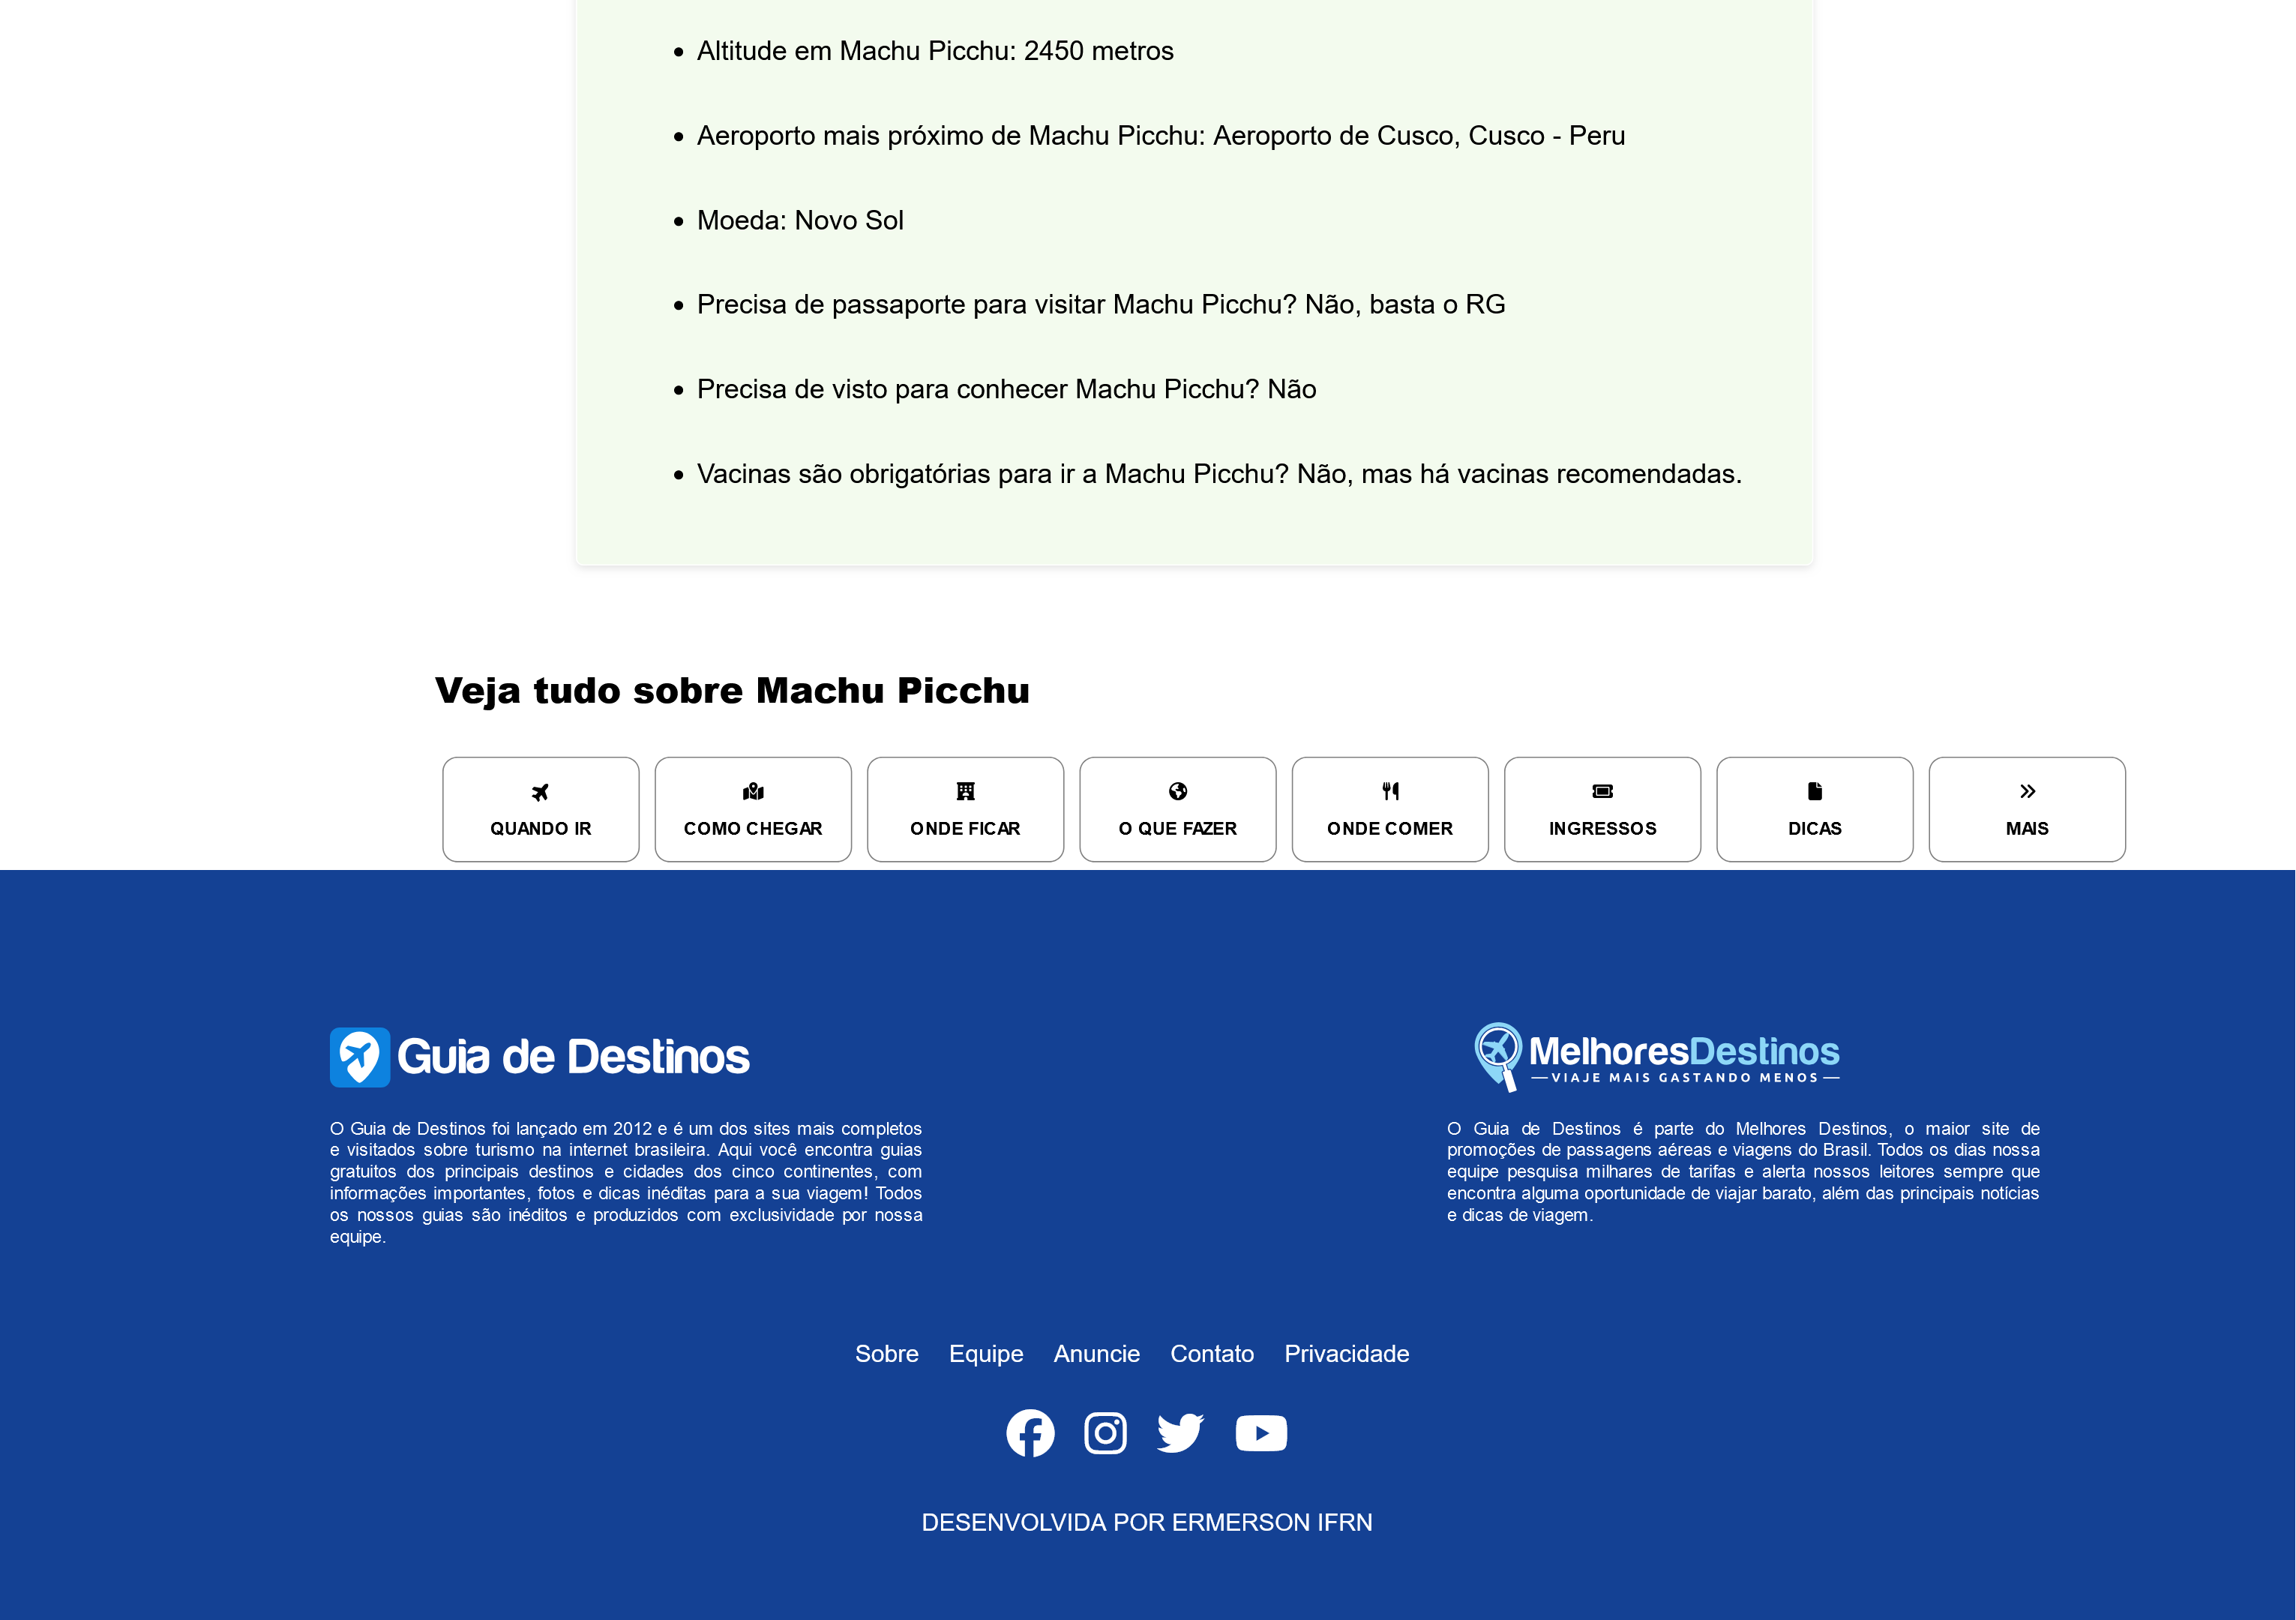 Altitude em Machu Picchu: 2450 metros
Aeroporto mais próximo de Machu Picchu: Aeroporto de Cusco, Cusco - Peru
Moeda: Novo Sol
Precisa de passaporte para visitar Machu Picchu? Não, basta o RG
Precisa de visto para conhecer Machu Picchu? Não
Vacinas são obrigatórias para ir a Machu Picchu? Não, mas há vacinas recomendadas.
Veja tudo sobre Machu Picchu
QUANDO IR
COMO CHEGAR
ONDE FICAR
O QUE FAZER
ONDE COMER
INGRESSOS
DICAS
MAIS
Guia de Destinos
O Guia de Destinos foi lançado em 2012 e é um dos sites mais completos
e visitados sobre turismo na internet brasileira. Aqui você encontra guias
gratuitos dos principais destinos e cidades dos cinco continentes, com
informações importantes, fotos e dicas inéditas para a sua viagem! Todos
os nossos guias são inéditos e produzidos com exclusividade por nossa
equipe.
MelhoresDestinos
VIAJE MAIS GASTANDO MENOS
O Guia de Destinos é parte do Melhores Destinos, o maior site de
promoções de passagens aéreas e viagens do Brasil. Todos os dias nossa
equipe pesquisa milhares de tarifas e alerta nossos leitores sempre que
encontra alguma oportunidade de viajar barato, além das principais notícias
e dicas de viagem.
Sobre Equipe Anuncie Contato Privacidade
DESENVOLVIDA POR ERMERSON IFRN